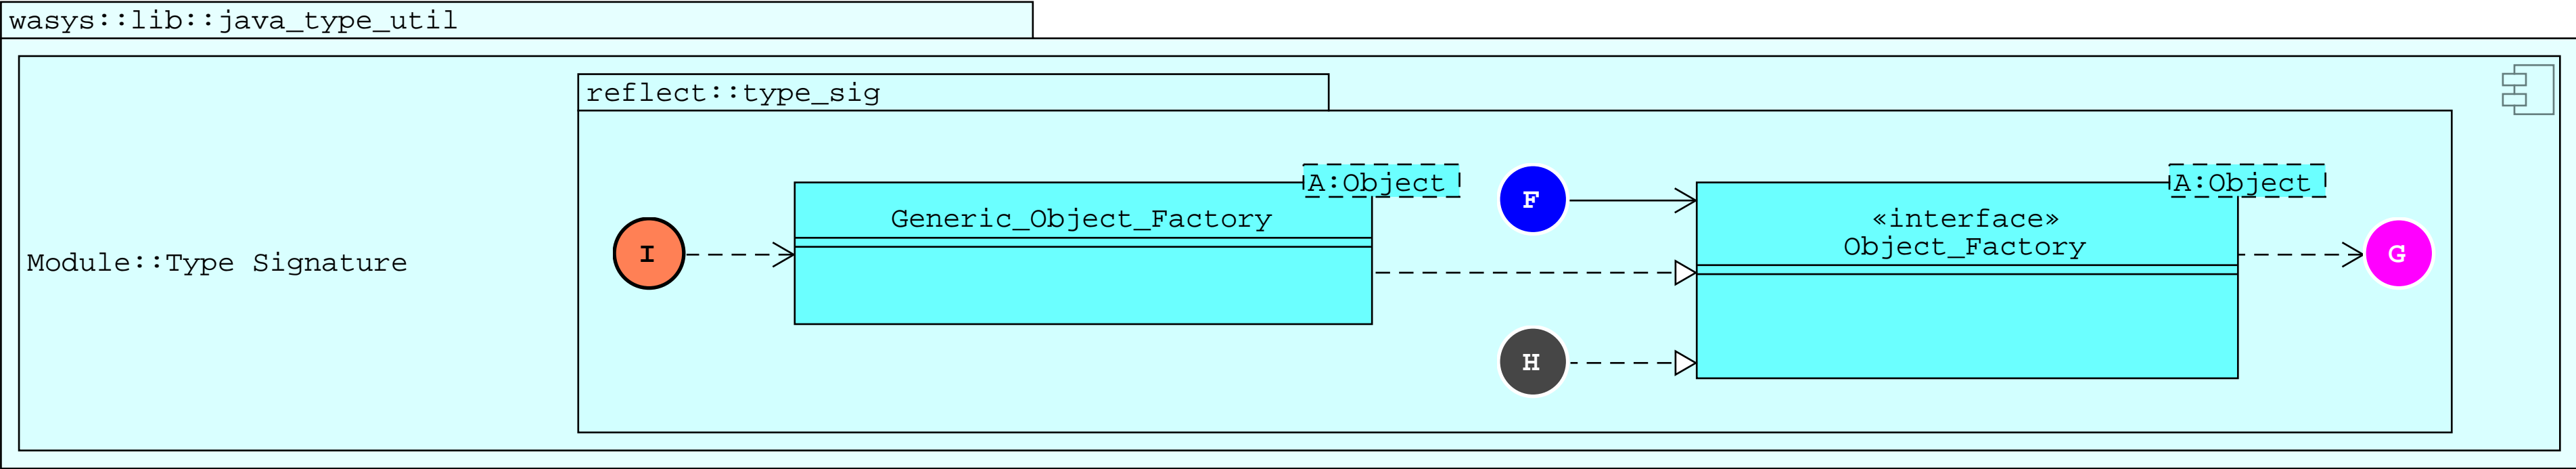 wasys::lib::java_type_util
reflect::type_sig
Module::Type Signature
I
A:Object
Generic_Object_Factory
F
H
A:Object
«interface»
Object_Factory
G